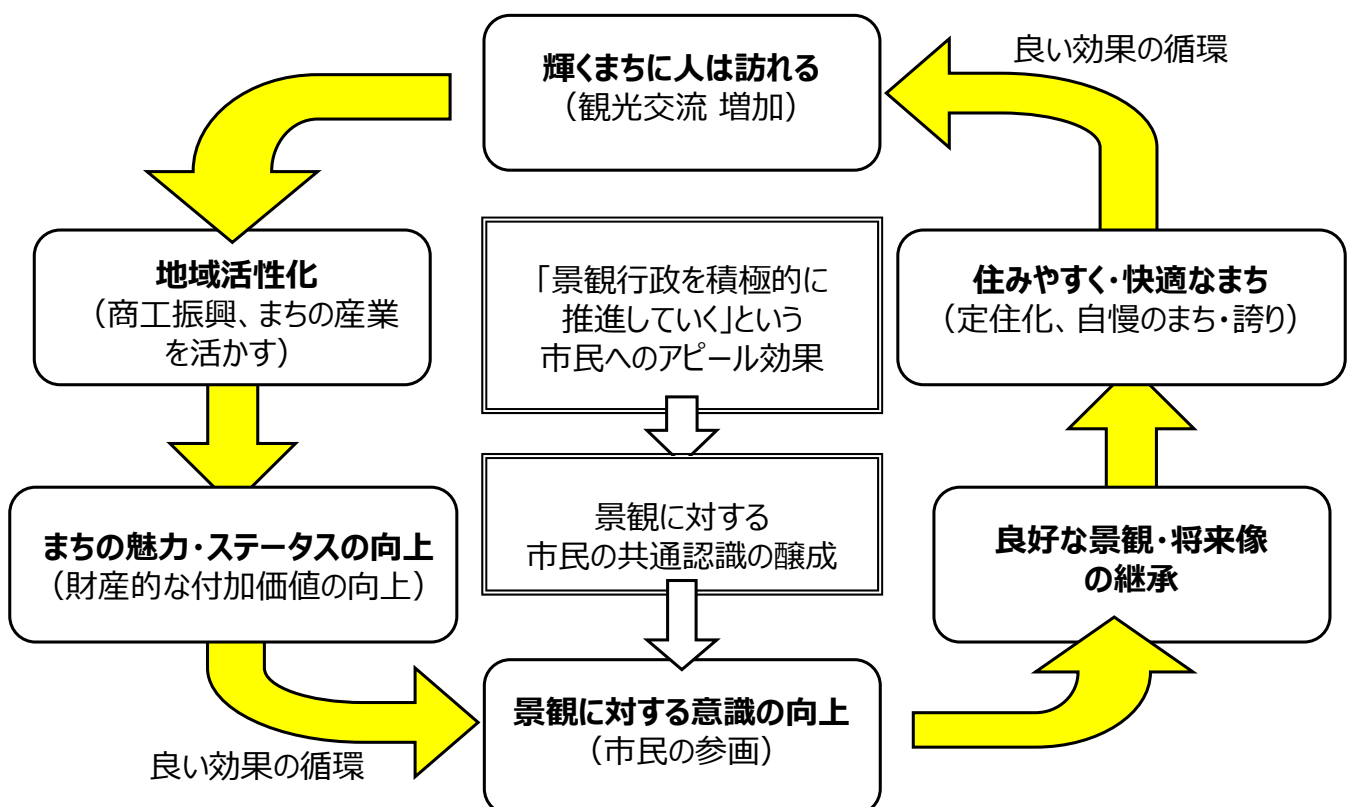 良い効果の循環
輝くまちに人は訪れる
（観光交流 増加）
地域活性化
（商工振興、まちの産業
を活かす）
「景観行政を積極的に
推進していく」という
市民へのアピール効果
住みやすく・快適なまち
（定住化、自慢のまち・誇り）
まちの魅力・ステータスの向上
（財産的な付加価値の向上）
景観に対する
市民の共通認識の醸成
良好な景観・将来像
の継承
景観に対する意識の向上
（市民の参画）
良い効果の循環